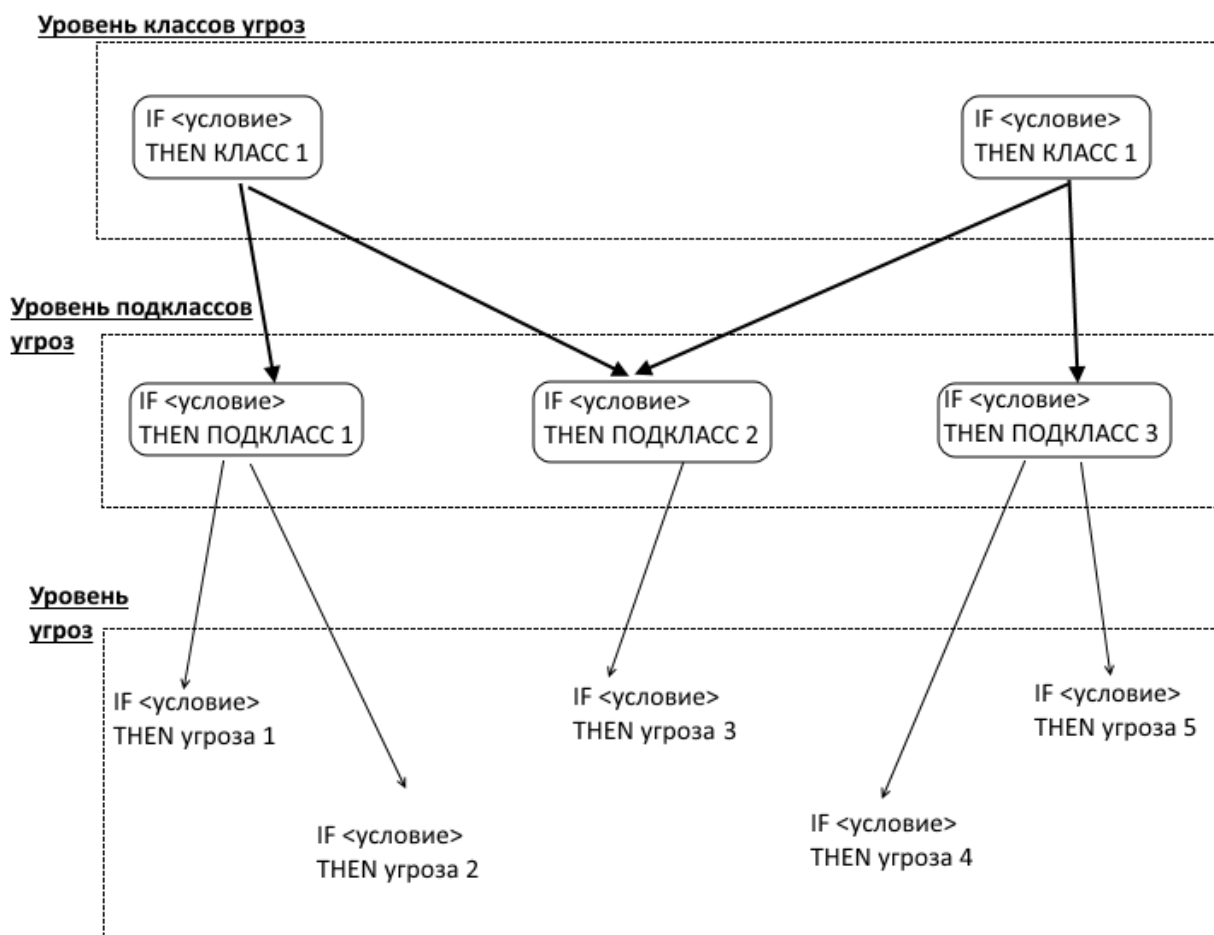 Уровень классов угроз
IF <условие>
THEN КЛАСС 1
IF <условие>
THEN КЛАСС 1
Уровень подклассов
угроз
IF <условие>
THEN ПОДКЛАСС 1
IF <условие>
THEN ПОДКЛАСС 2
IF <условие>
THEN ПОДКЛАСС 3
Уровень
угроз
IF <условие>
THEN угроза 1
IF <условие>
THEN угроза 3
IF <условие>
THEN угроза 5
IF <условие>
THEN угроза 2
IF <условие>
THEN угроза 4